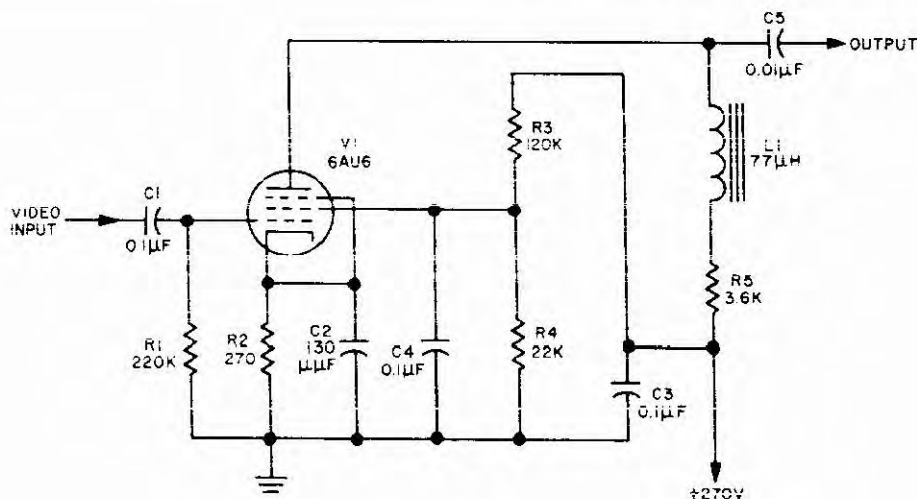 C5
OUTPUT
0.01µF
R3
120K
V1
6AU6
L1
77µH
C1
VIDEO
INPUT
0.1µF
R5
3.6K
R1
220K
R2
270
C2
130
µµF
C4
0.1µF
R4
22K
C3
0.1µF
+270V